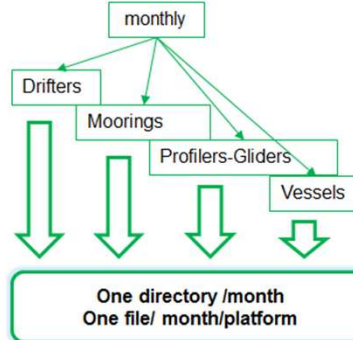 monthly
Drifters
Moorings
Profilers-Gliders
Vessels
One directory /month
One file/ month/platform